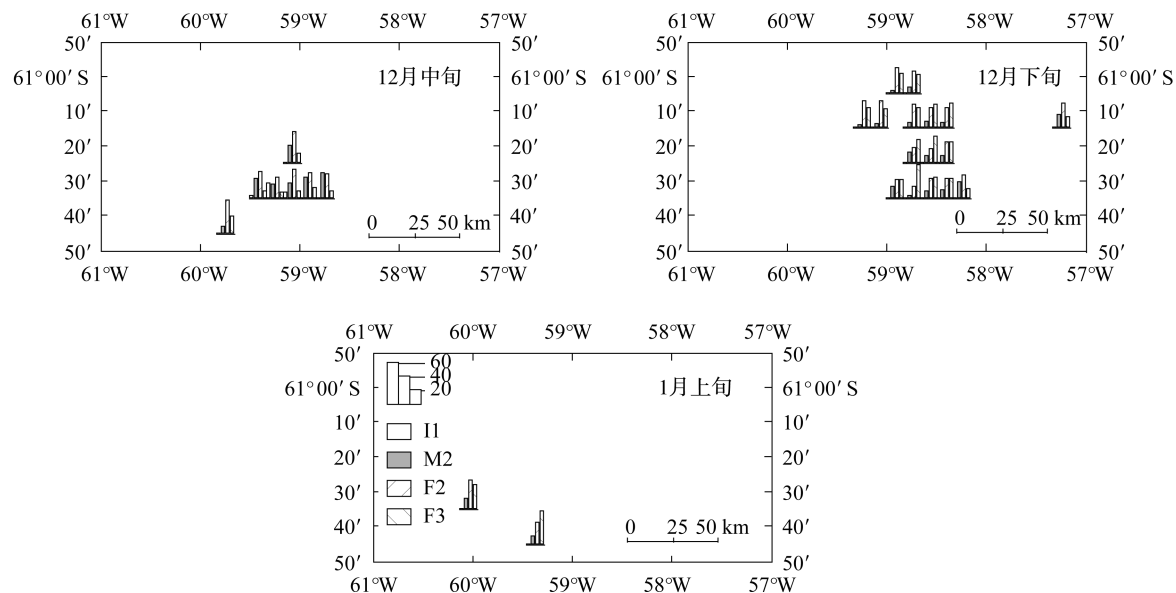 61°W 60°W 59°W 58°W 57°W
50′ 50′
61°00′ S 12月中旬 61°00′ S
10′ 10′
20′ 20′
30′ 30′
40′ 0 25 50 km 40′
50′ 50′
61°W 60°W 59°W 58°W 57°W
61°W 60°W 59°W 58°W 57°W
50′ 50′
61°00′ S 12月下旬 61°00′ S
10′ 10′
20′ 20′
30′ 30′
40′ 0 25 50 km 40′
50′ 50′
61°W 60°W 59°W 58°W 57°W
61°W 60°W 59°W 58°W 57°W
50′ 50′
60
40
20
61°00′ S 1月上旬 61°00′ S
10′ 10′
I1
20′ M2 20′
30′ F2 30′
F3
40′ 0 25 50 km 40′
50′ 50′
61°W 60°W 59°W 58°W 57°W